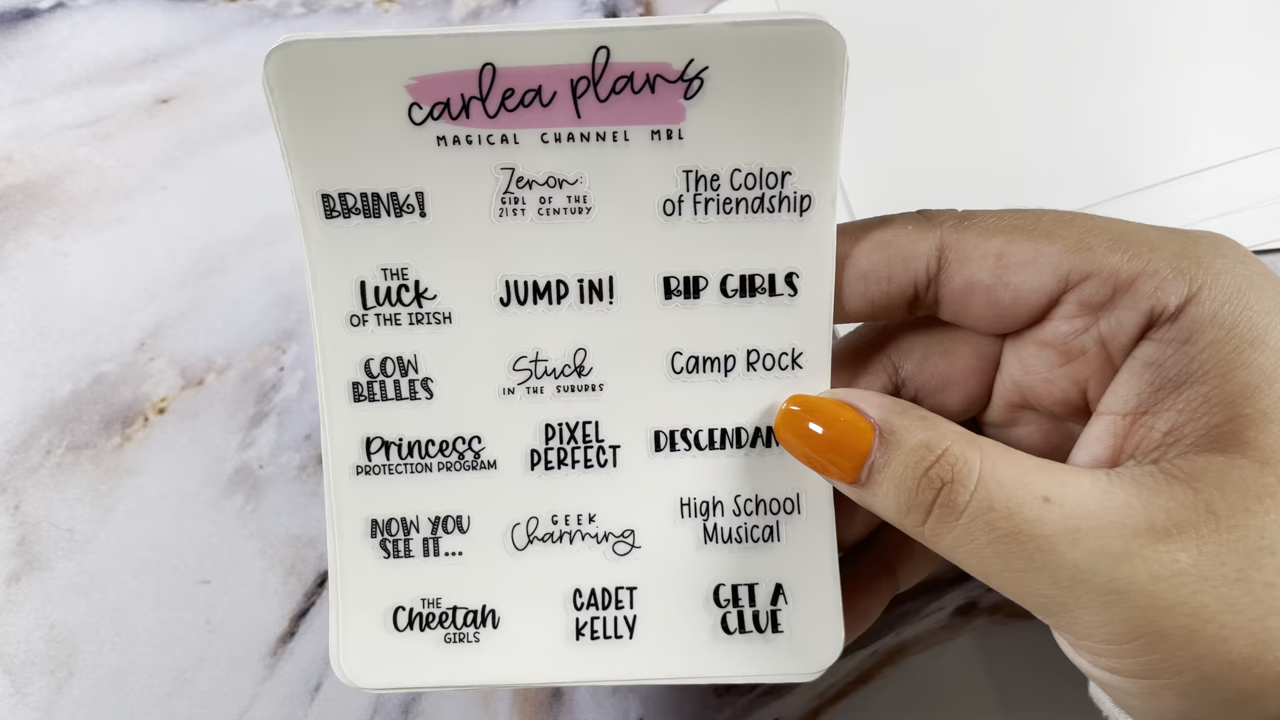 carlea plans
MAGICAL CHANNEL MBL
BRINK!
Zenon:
GIRL OF THE
21ST CENTURY
The Color
of Friendship
THE
Luck
OF THE IRISH
JUMP iN!
RIP GIRLS
COW
BELLES
Stuck
IN THE SUBURBS
Camp Rock
Princess
PROTECTION PROGRAM
PiXEL
PERFECT
DESCENDAN
NOW YOU
SEE IT...
GEEK
Charming
High School
Musical
THE
Cheetah
GIRLS
CADET
KELLY
GET A
CLUE